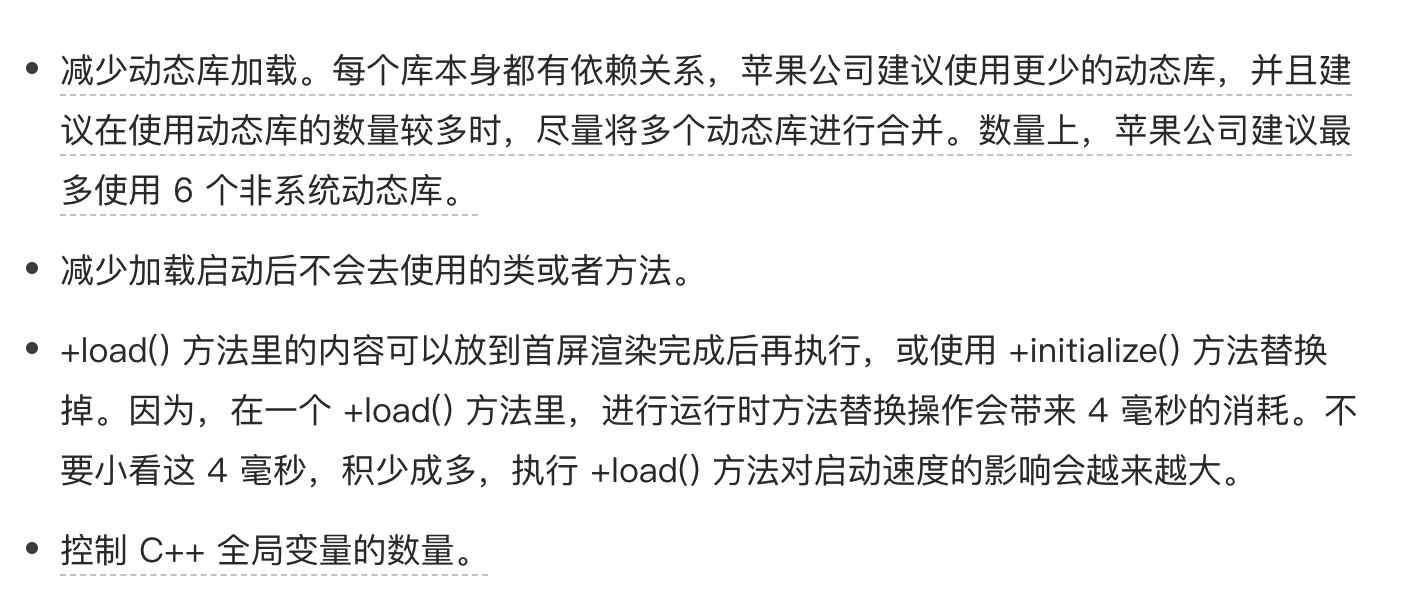 • 减少动态库加载。每个库本身都有依赖关系，苹果公司建议使用更少的动态库，并且建
议在使用动态库的数量较多时，尽量将多个动态库进行合并。数量上，苹果公司建议最
多使用 6 个非系统动态库。
• 减少加载启动后不会去使用的类或者方法。
• +load() 方法里的内容可以放到首屏渲染完成后再执行，或使用 +initialize() 方法替换
掉。因为，在一个 +load() 方法里，进行运行时方法替换操作会带来 4 毫秒的消耗。不
要小看这 4 毫秒，积少成多，执行 +load() 方法对启动速度的影响会越来越大。
• 控制 C++ 全局变量的数量。